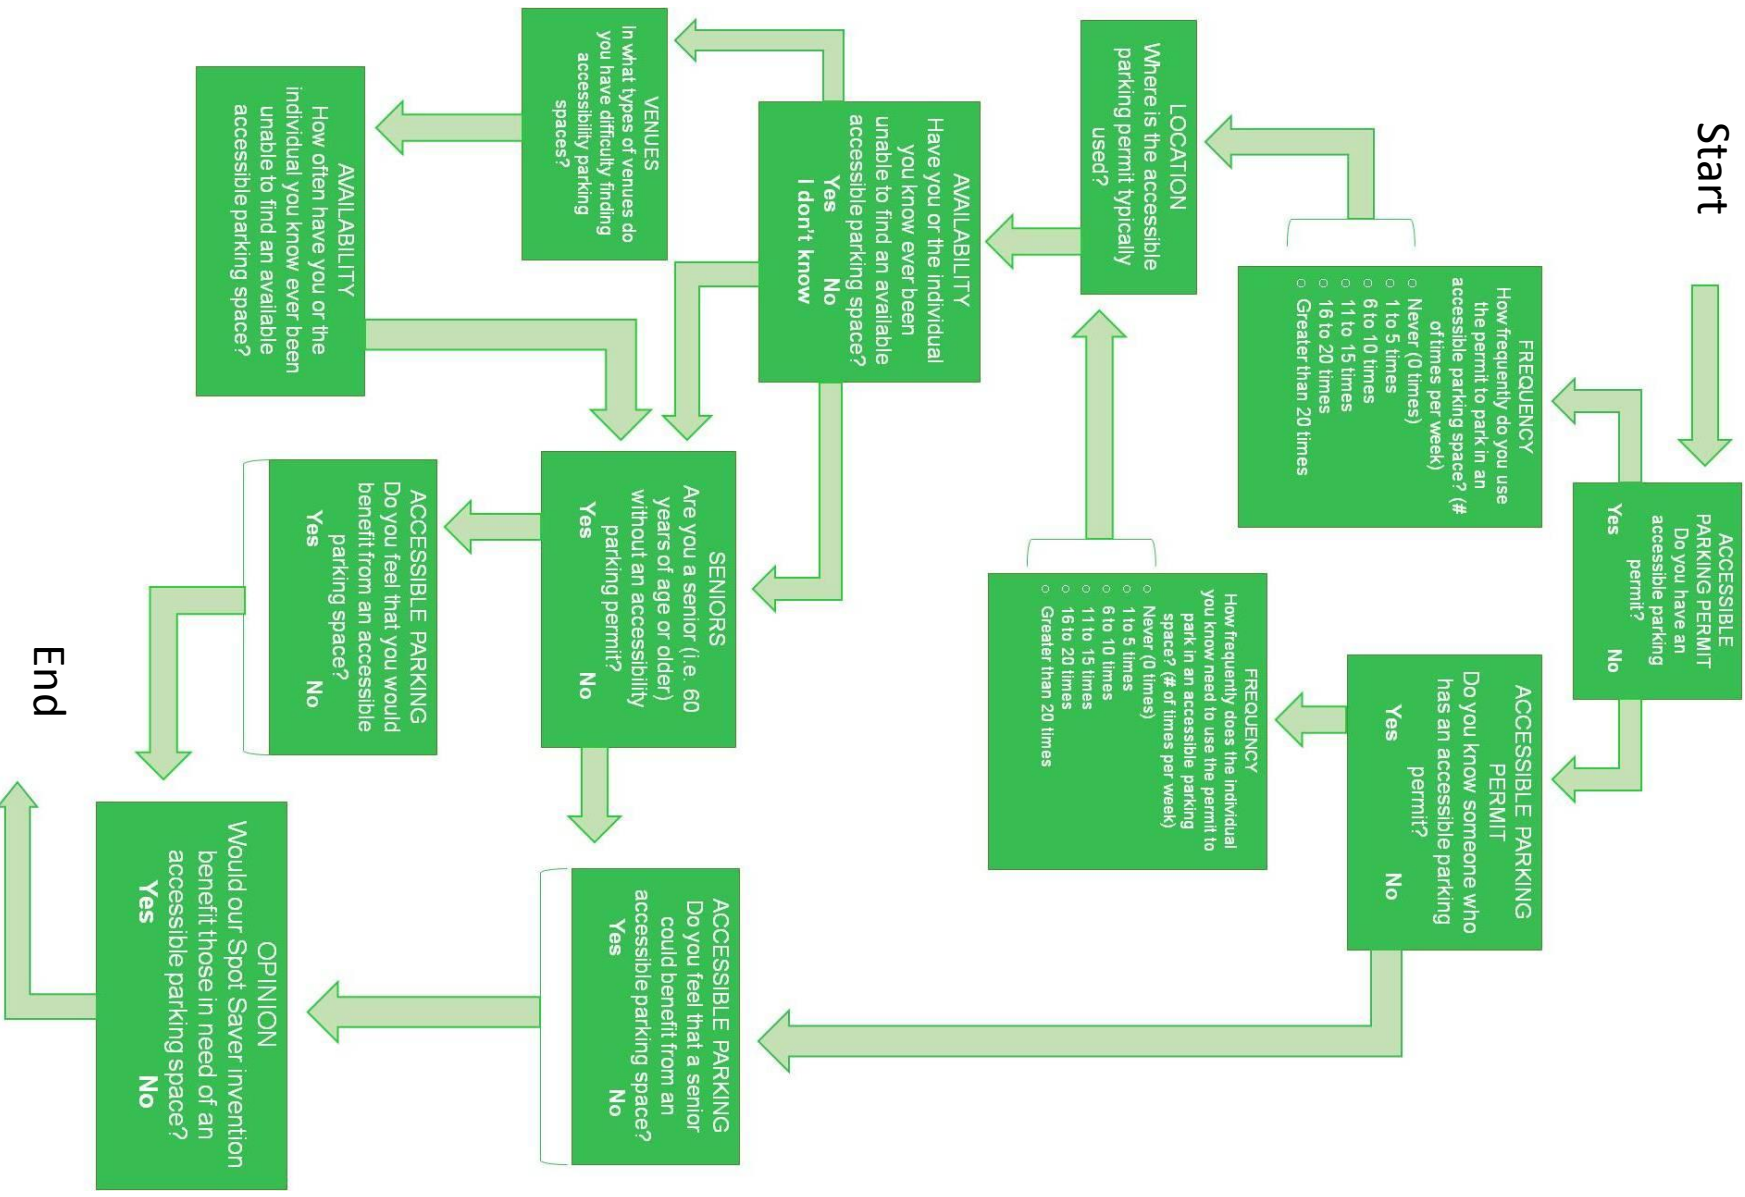 Start
ACCESSIBLE
PARKING PERMIT
Do you have an
accessible parking
permit?
Yes No
FREQUENCY
How frequently do you use
the permit to park in an
accessible parking space? (#
of times per week)
○ Never (0 times)
○ 1 to 5 times
○ 6 to 10 times
○ 11 to 15 times
○ 16 to 20 times
○ Greater than 20 times
ACCESSIBLE PARKING
PERMIT
Do you know someone who
has an accessible parking
permit?
Yes No
FREQUENCY
How frequently does the individual
you know need to use the permit to
park in an accessible parking
space? (# of times per week)
○ Never (0 times)
○ 1 to 5 times
○ 6 to 10 times
○ 11 to 15 times
○ 16 to 20 times
○ Greater than 20 times
LOCATION
Where is the accessible
parking permit typically
used?
AVAILABILITY
Have you or the individual
you know ever been
unable to find an available
accessible parking space?
Yes No
I don't know
VENUES
In what types of venues do
you have difficulty finding
accessibility parking
spaces?
AVAILABILITY
How often have you or the
individual you know ever been
unable to find an available
accessible parking space?
SENIORS
Are you a senior (i.e. 60
years of age or older)
without an accessibility
parking permit?
Yes No
ACCESSIBLE PARKING
Do you feel that you would
benefit from an accessible
parking space?
Yes No
ACCESSIBLE PARKING
Do you feel that a senior
could benefit from an
accessible parking space?
Yes No
OPINION
Would our Spot Saver invention
benefit those in need of an
accessible parking space?
Yes No
End